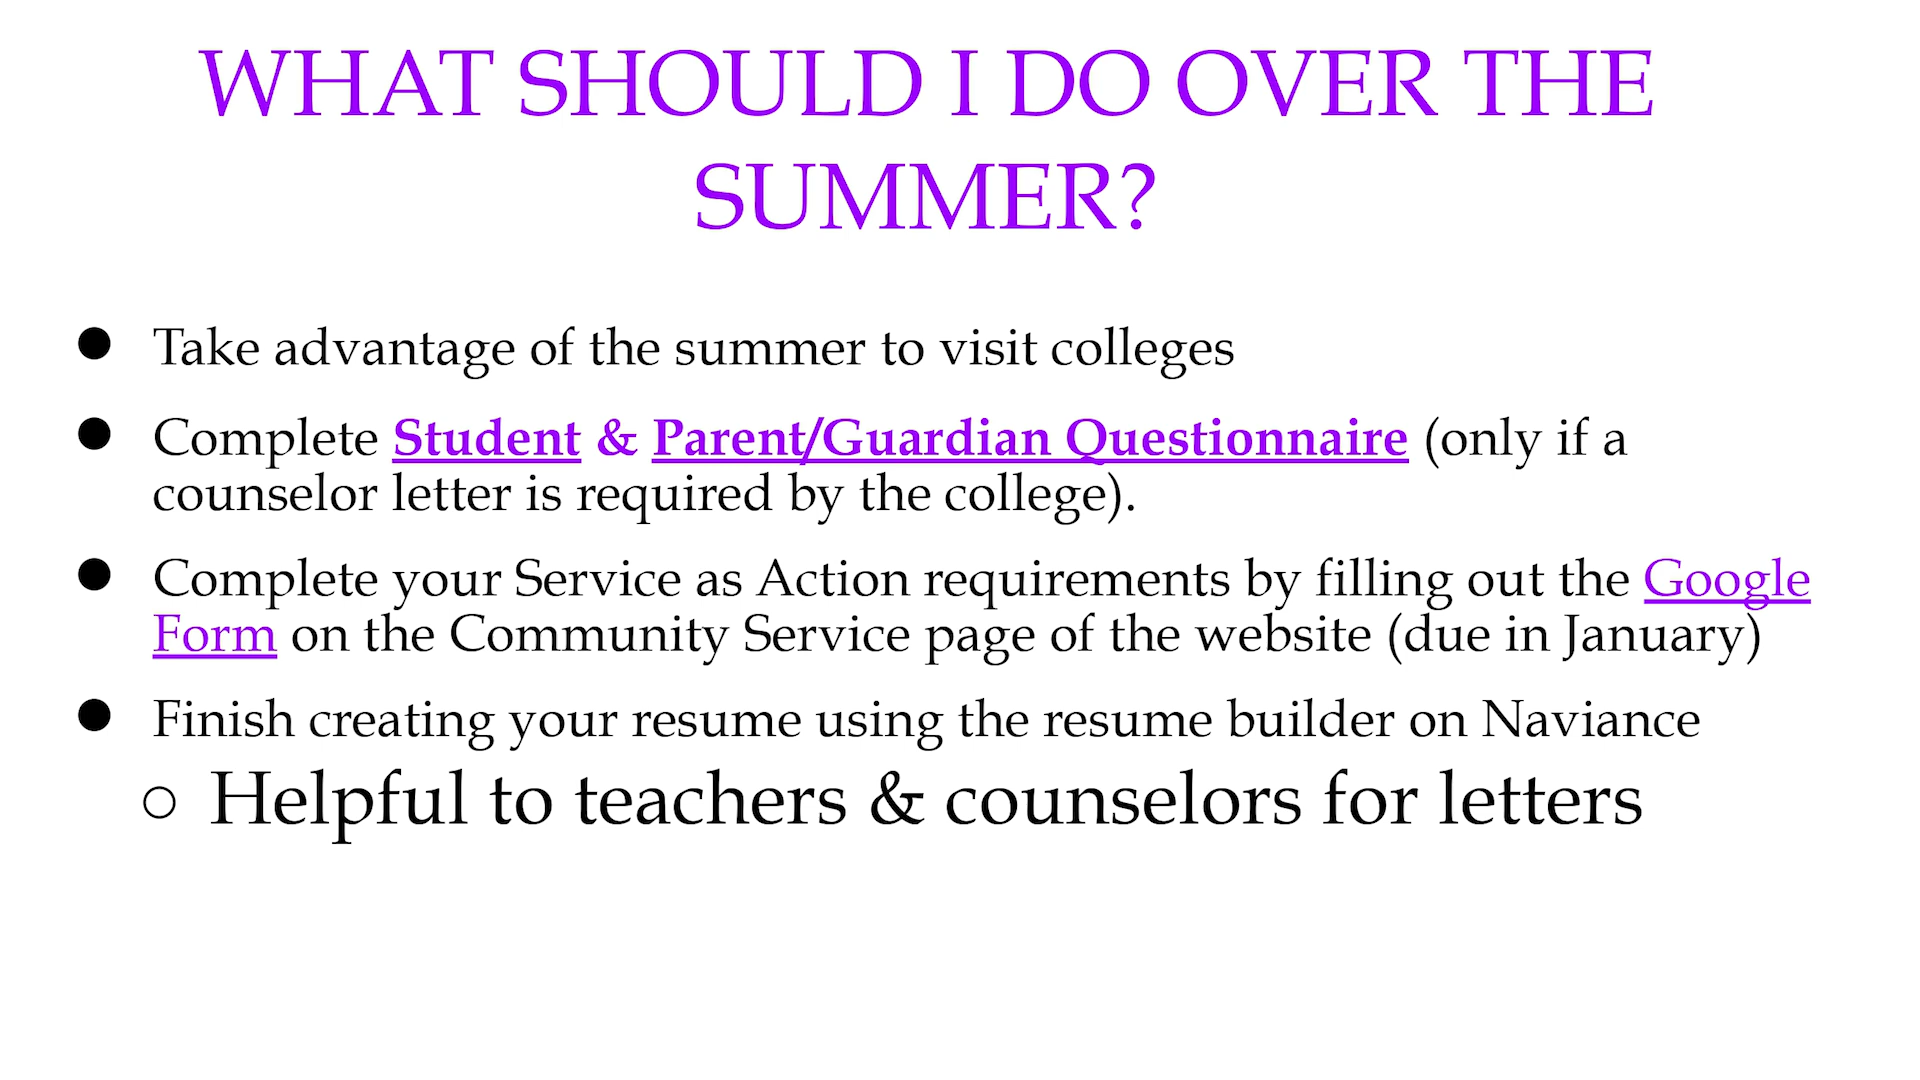 WHAT SHOULD I DO OVER THE
SUMMER?
● Take advantage of the summer to visit colleges
● Complete Student & Parent/Guardian Questionnaire (only if a
counselor letter is required by the college).
● Complete your Service as Action requirements by filling out the Google
Form on the Community Service page of the website (due in January)
● Finish creating your resume using the resume builder on Naviance
○ Helpful to teachers & counselors for letters